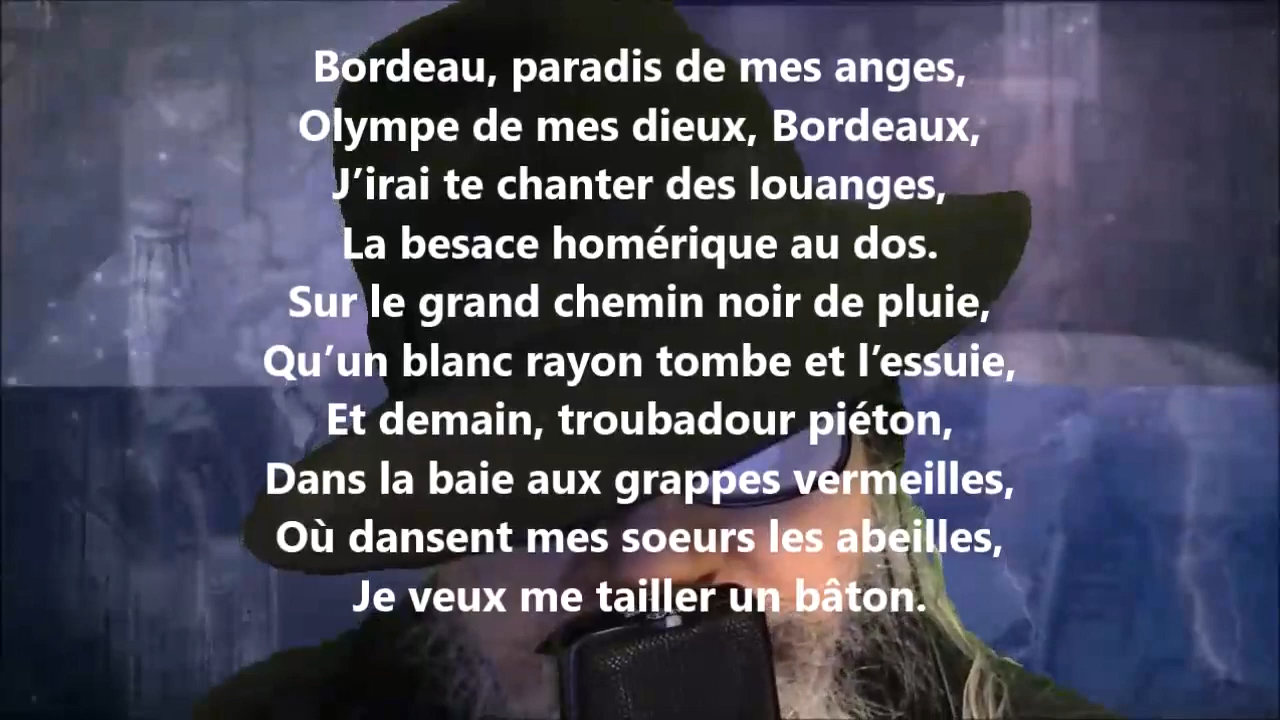 Bordeau, paradis de mes anges,
Olympe de mes dieux, Bordeaux,
J’irai te chanter des louanges,
La besace homérique au dos.
Sur le grand chemin noir de pluie,
Qu’un blanc rayon tombe et l’essuie,
Et demain, troubadour piéton,
Dans la baie aux grappes vermeilles,
Où dansent mes soeurs les abeilles,
Je veux me tailler un bâton.